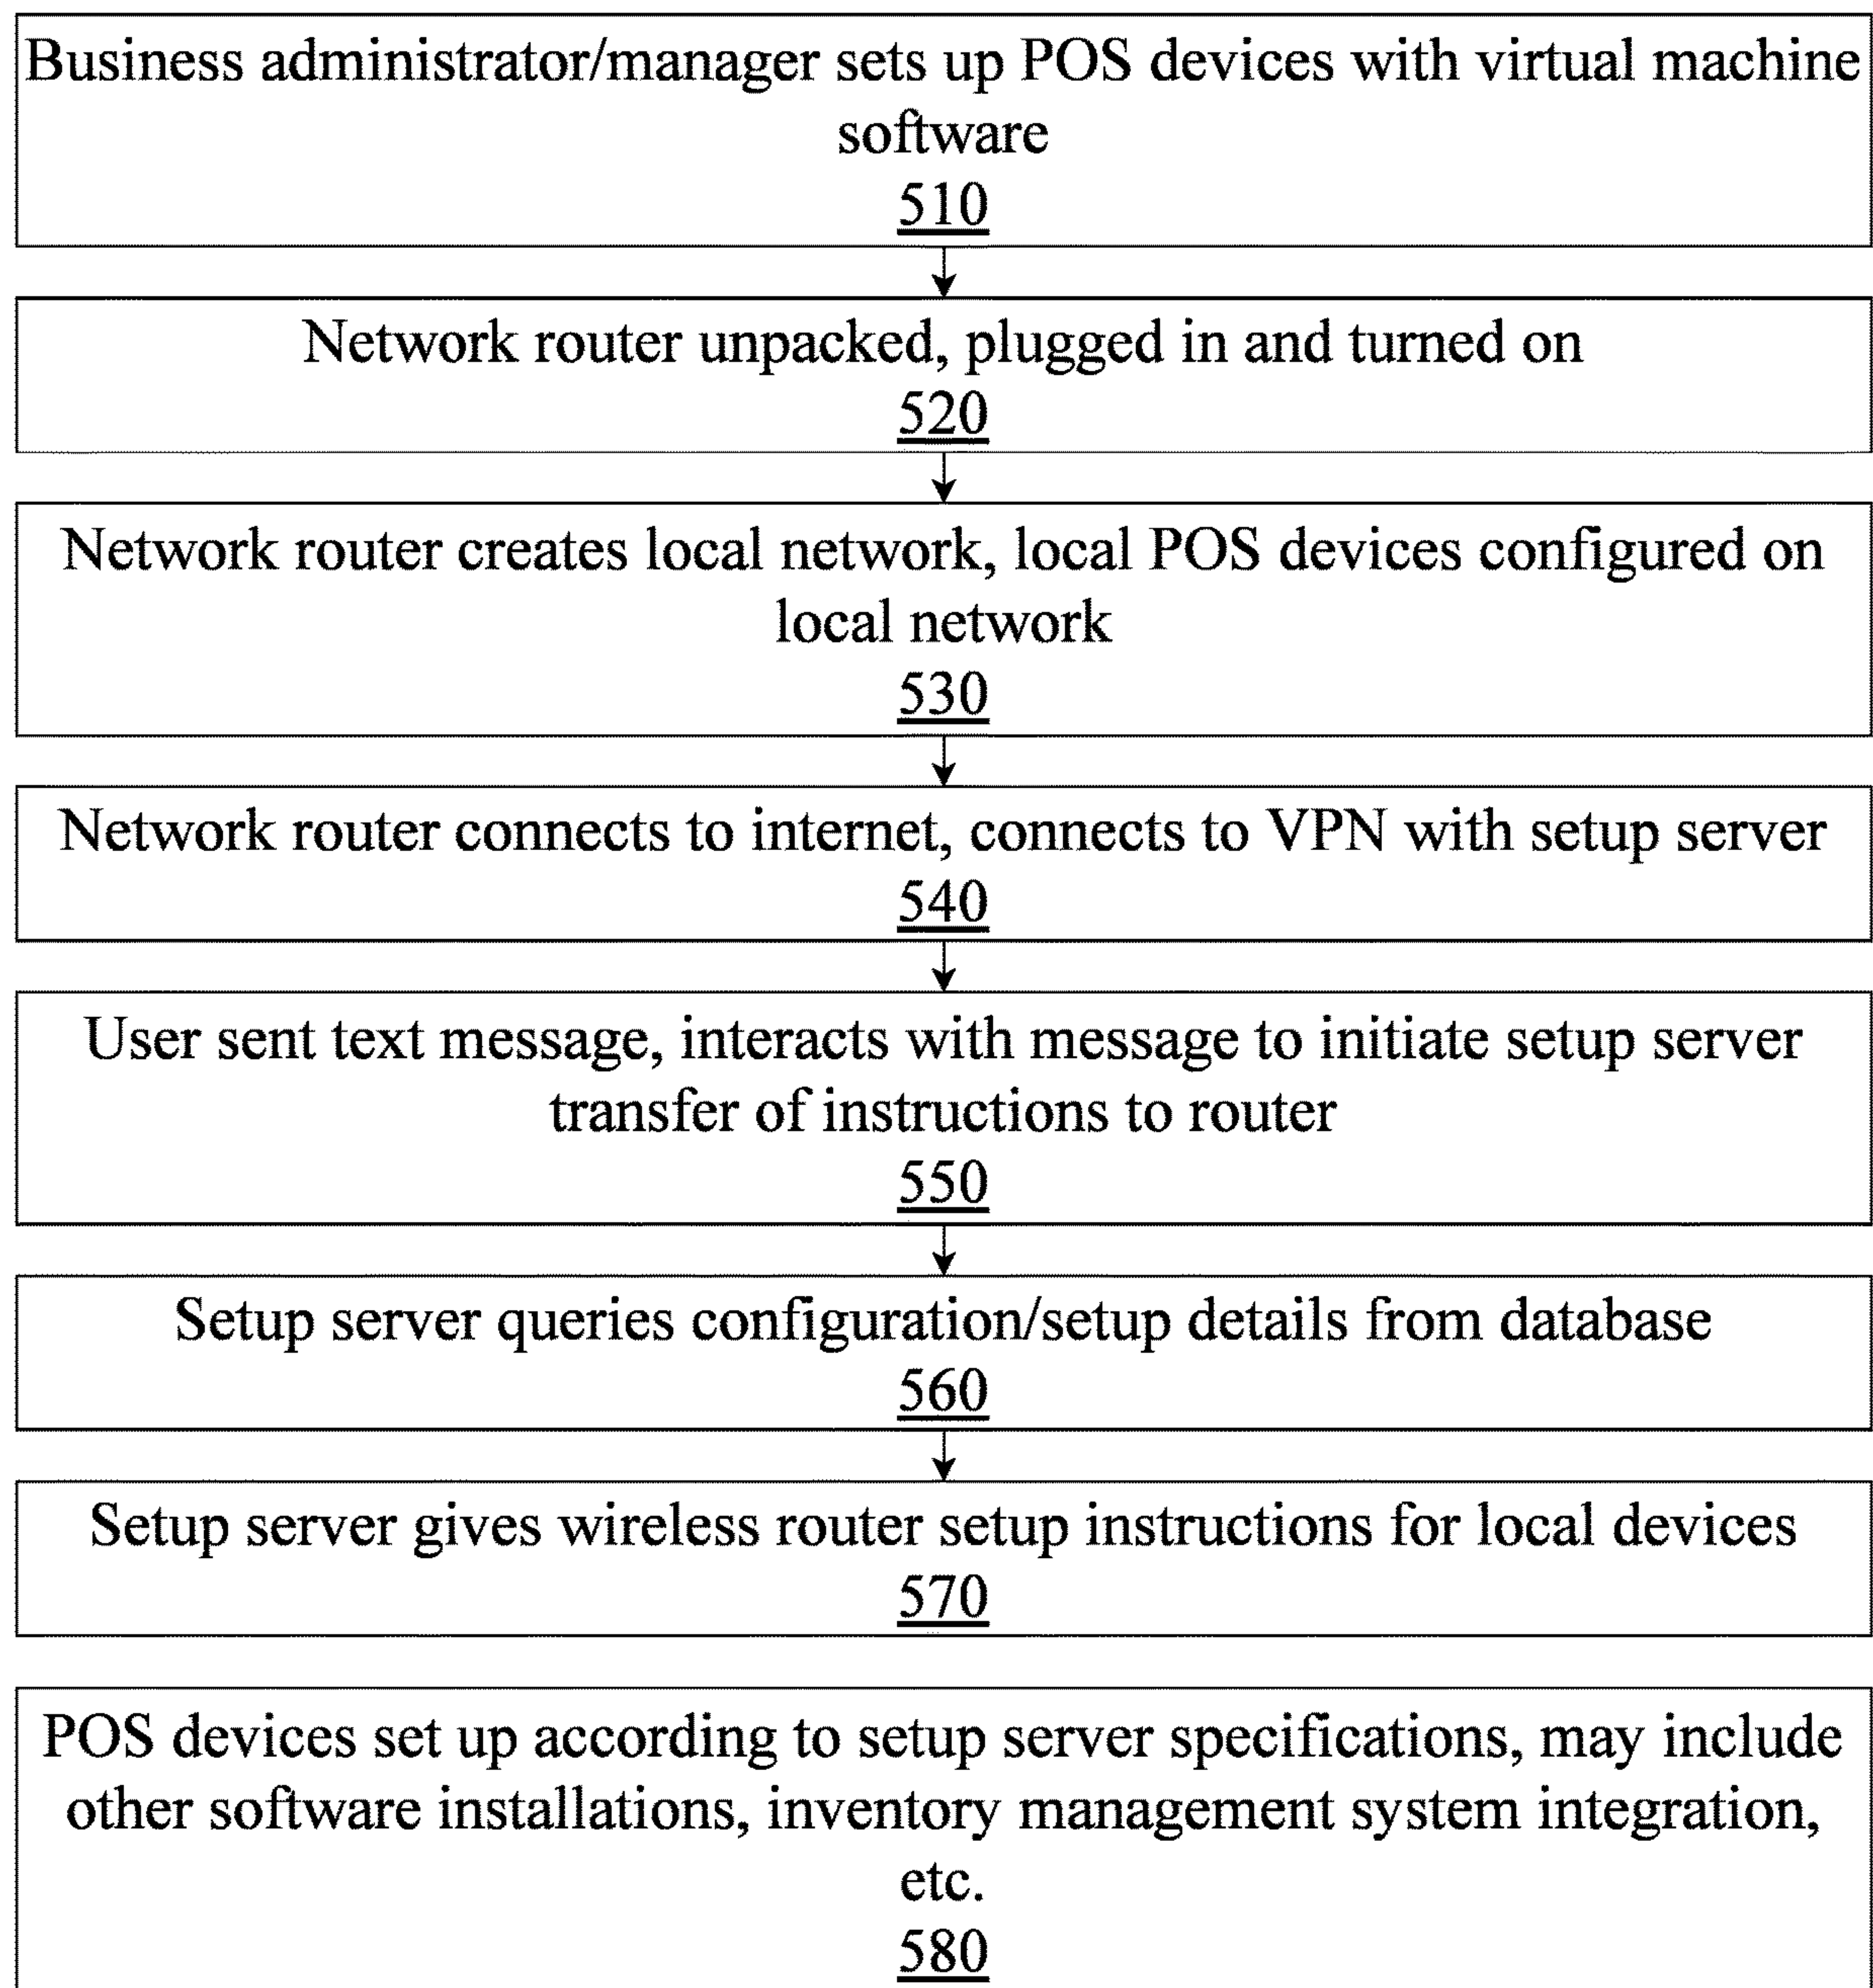 Business administrator/manager sets up POS devices with virtual machine
software
510
Network router unpacked, plugged in and turned on
520
Network router creates local network, local POS devices configured on
local network
530
Network router connects to internet, connects to VPN with setup server
540
User sent text message, interacts with message to initiate setup server
transfer of instructions to router
550
Setup server queries configuration/setup details from database
560
Setup server gives wireless router setup instructions for local devices
570
POS devices set up according to setup server specifications, may include
other software installations, inventory management system integration,
etc.
580